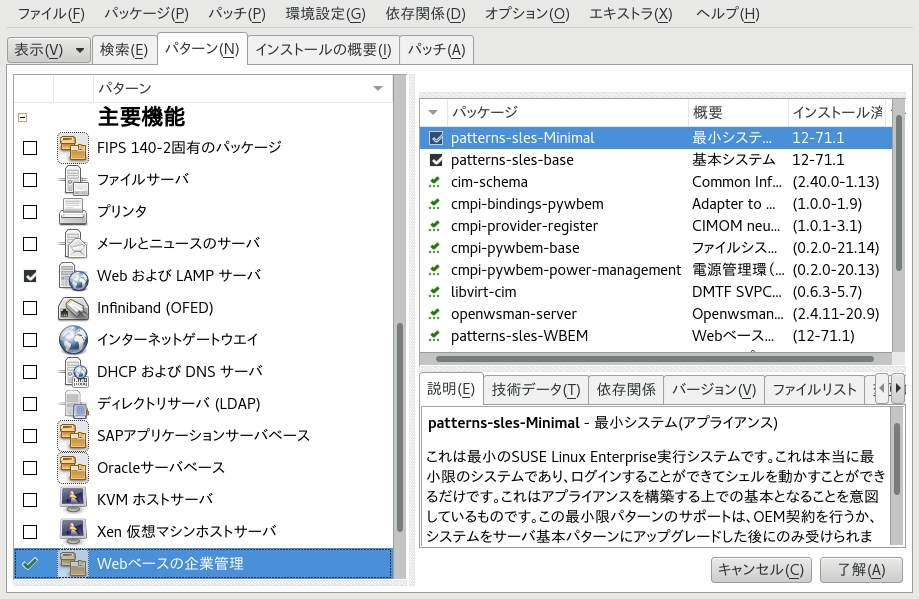 ファイル(F) パッケージ(P) パッチ(P) 環境設定(G) 依存関係(D) オプション(O) エキストラ(X) ヘルプ(H)
表示(V) 検索(E) パターン(N) インストールの概要(I) パッチ(A)
パターン
主要機能
FIPS 140-2固有のパッケージ
ファイルサーバ
プリンタ
メールとニュースのサーバ
Web および LAMP サーバ
Infiniband (OFED)
インターネットゲートウエイ
DHCP および DNS サーバ
ディレクトリサーバ (LDAP)
SAPアプリケーションサーバベース
Oracleサーバベース
KVM ホストサーバ
Xen 仮想マシンホストサーバ
Webベースの企業管理
パッケージ 概要 インストール済
patterns-sles-Minimal 最小システ... 12-71.1
patterns-sles-base 基本システム 12-71.1
cim-schema Common Inf... (2.40.0-1.13)
cmpi-bindings-pywbem Adapter to ... (1.0.0-1.9)
cmpi-provider-register CIMOM neu... (1.0.1-3.1)
cmpi-pywbem-base ファイルシス... (0.2.0-21.14)
cmpi-pywbem-power-management 電源管理環(... (0.2.0-20.13)
libvirt-cim DMTF SVPC... (0.6.3-5.7)
openwsman-server Openwsman... (2.4.11-20.9)
patterns-sles-WBEM Webベース... (12-71.1)
説明(E) 技術データ(T) 依存関係 バージョン(V) ファイルリスト
patterns-sles-Minimal - 最小システム(アプライアンス)
これは最小のSUSE Linux Enterprise実行システムです。これは本当に最
小限のシステムであり、ログインすることができてシェルを動かすことができ
るだけです。これはアプライアンスを構築する上での基本となることを意図
しているものです。この最小限パターンのサポートは、OEM契約を行うか、
システムをサーバ基本パターンにアップグレードした後にのみ受けられま
キャンセル(C) 了解(A)